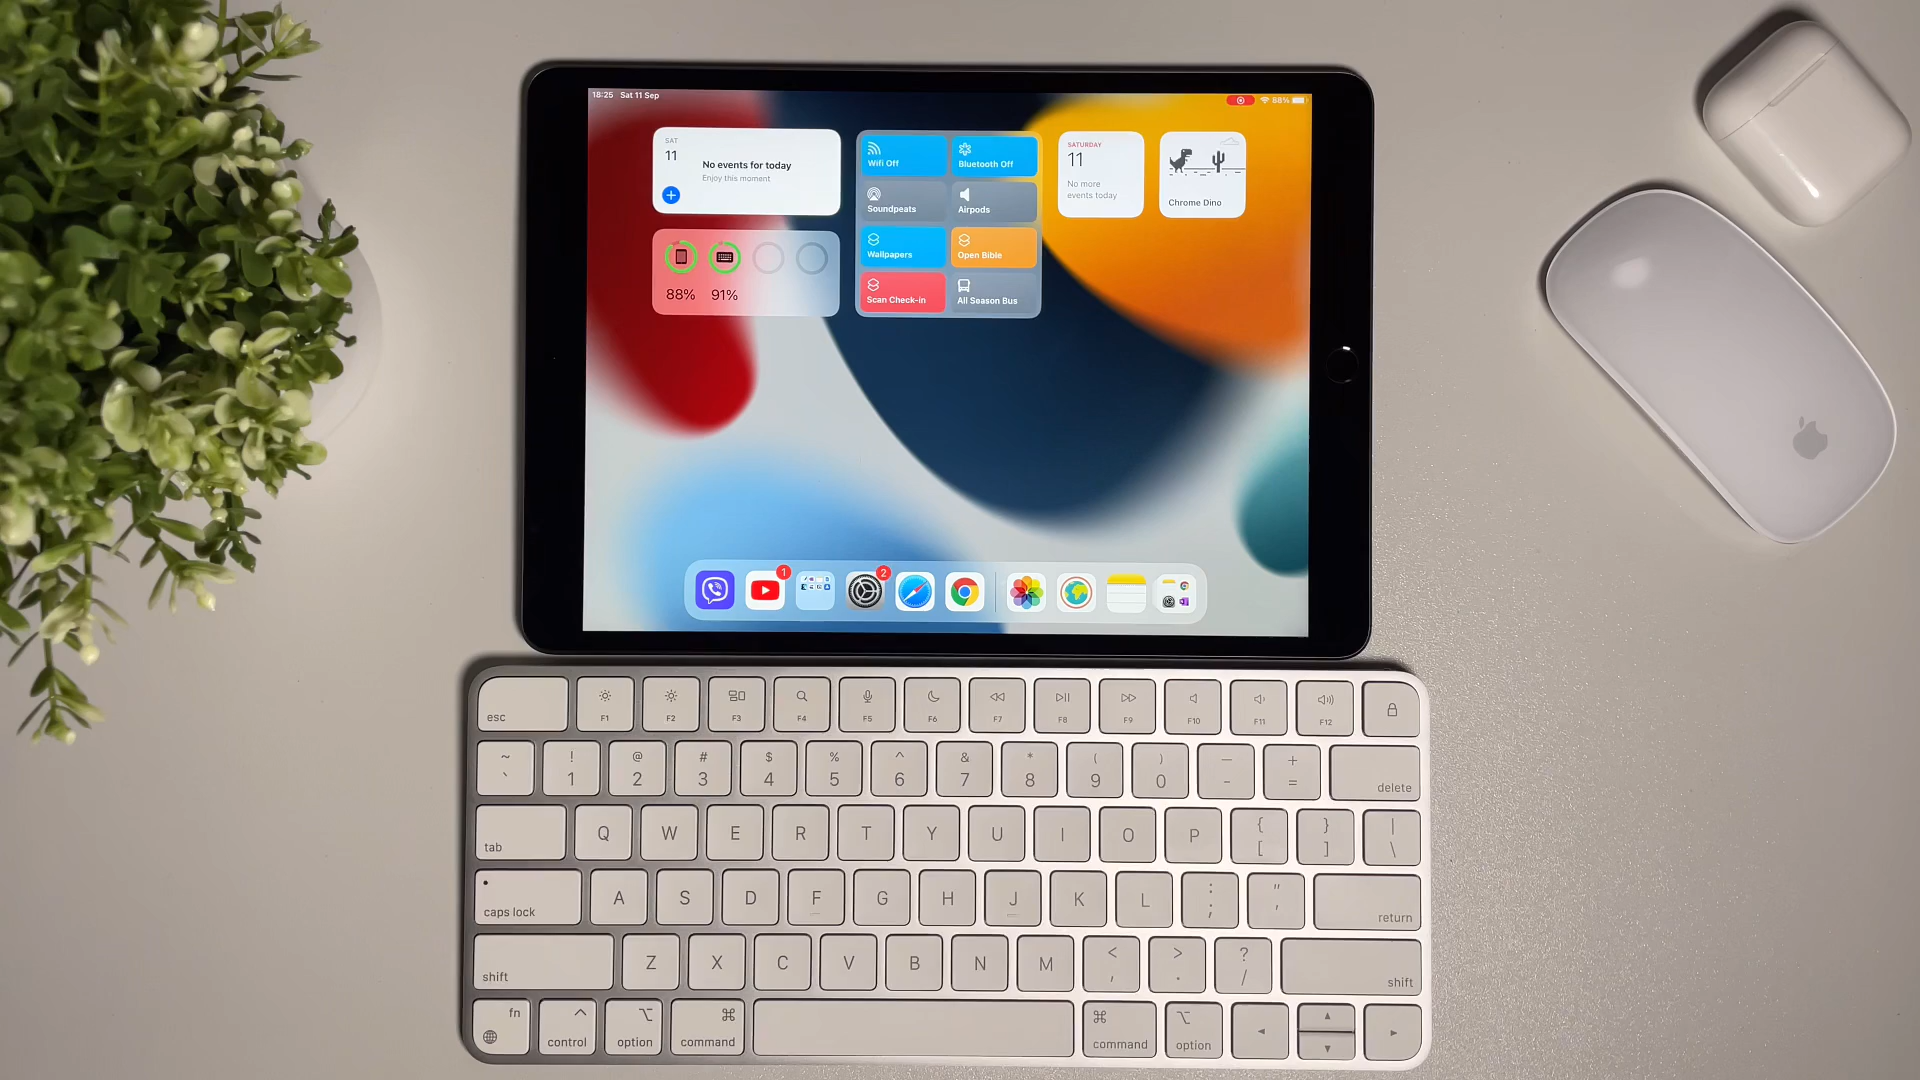 18:25 Sat 11 Sep
88%
SAT
11
No events for today
Enjoy this moment
88% 91%
Wifi Off
Bluetooth Off
Soundpeats
Airpods
Wallpapers
Open Bible
Scan Check-in
All Season Bus
SATURDAY
11
No more
events today
Chrome Dino
1
2
esc F1 F2 F3 F4 F5 F6 F7 F8 F9 F10 F11 F12
~ ! @ # $ % ^ & * ( ) — +
` 1 2 3 4 5 6 7 8 9 0 - = delete
tab Q W E R T Y U I O P { [ } ] | \
caps lock A S D F G H J K L : ; " ' return
shift Z X C V B N M < , > . ? / shift
fn control option ⌘ command ⌘ command option